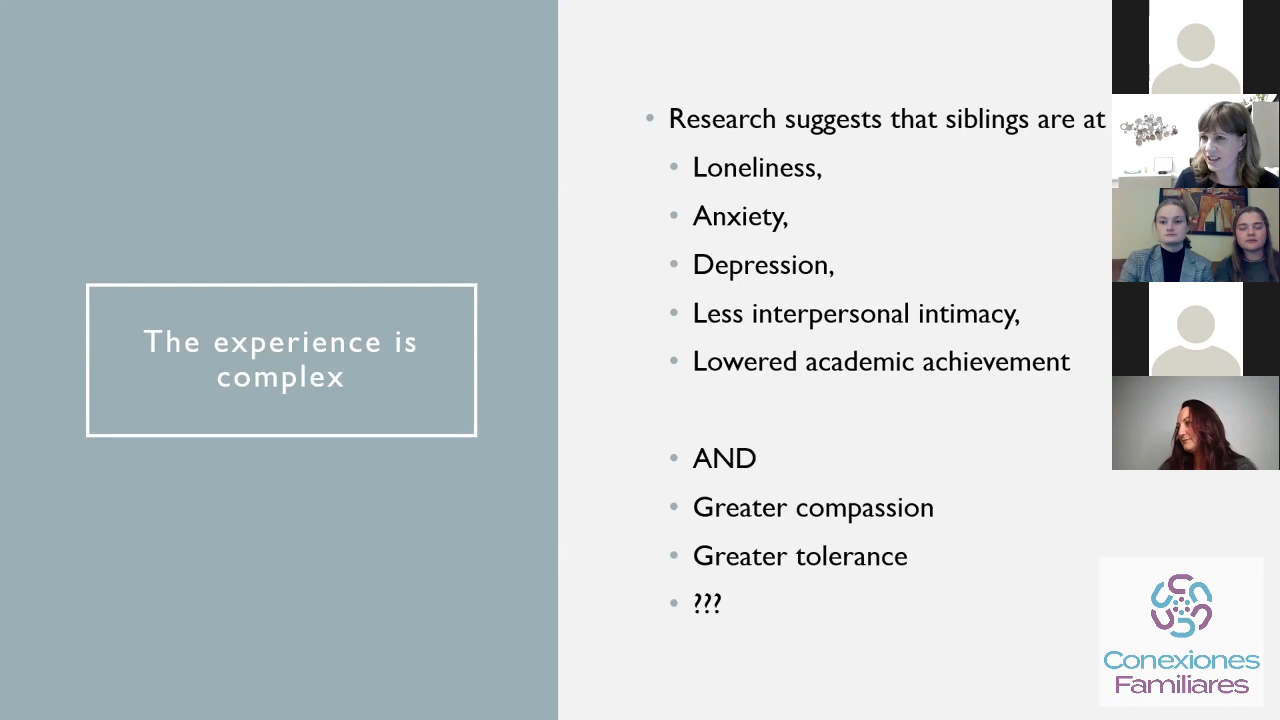 The experience is
complex
Research suggests that siblings are at
Loneliness,
Anxiety,
Depression,
Less interpersonal intimacy,
Lowered academic achievement
AND
Greater compassion
Greater tolerance
???
Conexiones
Familiares